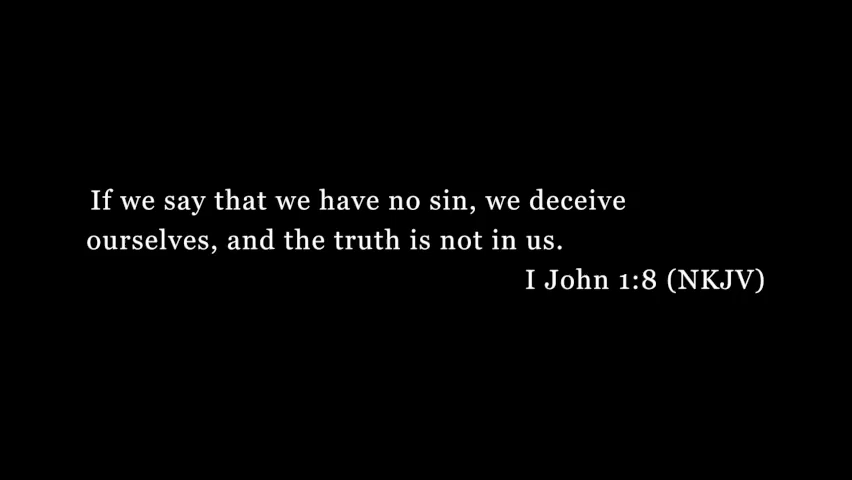 If we say that we have no sin, we deceive
ourselves, and the truth is not in us.
I John 1:8 (NKJV)